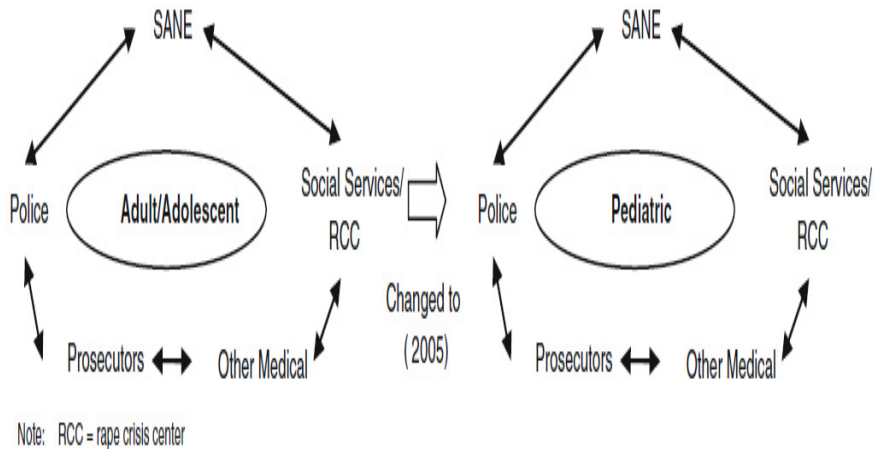 SANE
Police
Adult/Adolescent
Social Services/
RCC
Prosecutors
Other Medical
Changed to
( 2005)
SANE
Police
Pediatric
Social Services/
RCC
Prosecutors
Other Medical
Note: RCC = rape crisis center